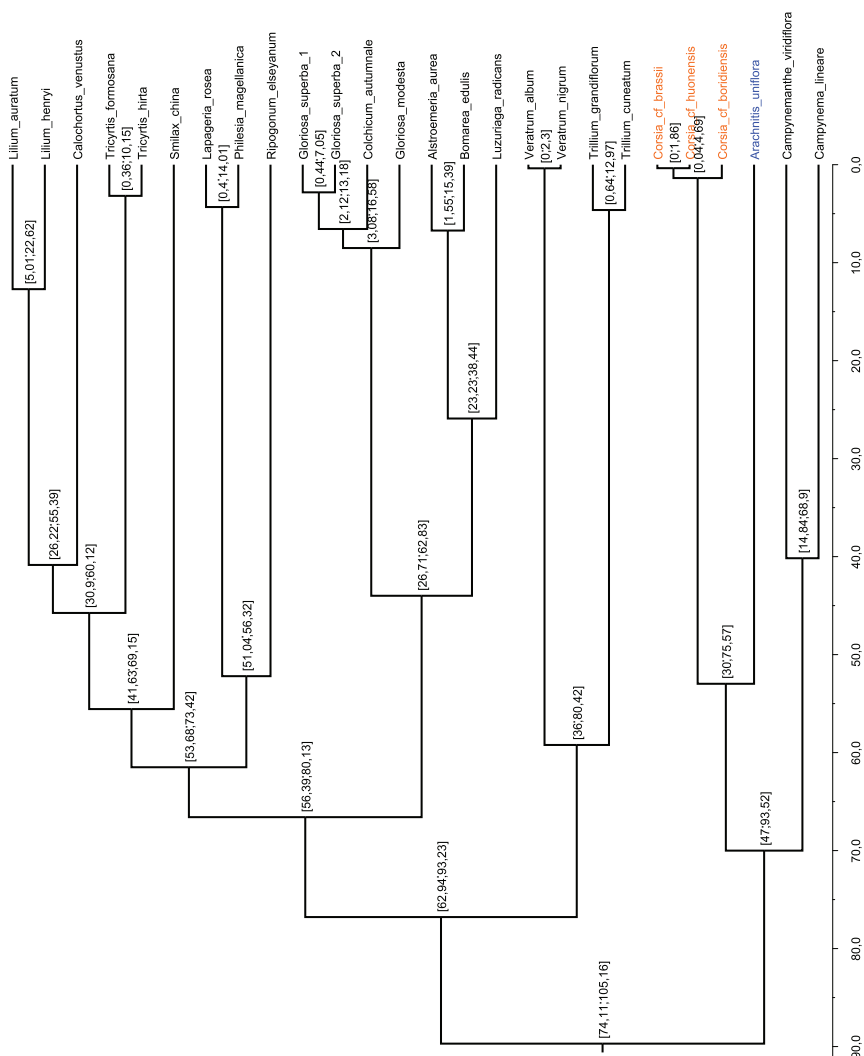 Lilium_auratum
Lilium_henryi
Calochortus_venustus
Tricyrtis_formosana
Tricyrtis_hirta
Smilax_china
Lapageria_rosea
Philesia_magellanica
Ripogonum_elseyanum
Gloriosa_superba_1
Gloriosa_superba_2
Colchicum_autumnale
Gloriosa_modesta
Alstroemeria_aurea
Bomarea_edulis
Luzuriaga_radicans
Veratrum_album
Veratrum_nigrum
Trillium_grandiflorum
Trillium_cuneatum
Corsia_cf_brassii
Corsia_cf_huonensis
Corsia_cf_boridiensis
Arachnitis_uniflora
Campynemanthe_viridiflora
Campynema_lineare
[5,01;22,62]
[26,22;55,39]
[30,9;60,12]
[0,36;10,15]
[41,63;69,15]
[53,68;73,42]
[0,4;14,01]
[51,04;56,32]
[56,39;80,13]
[0,44;7,05]
[2,12;13,18]
[3,08;16,58]
[26,71;62,83]
[1,55;15,39]
[23,23;38,44]
[62,94;93,23]
[0;2,3]
[36;80,42]
[0,64;12,97]
[74,11;105,16]
[0;1,86]
[0,04;4,69]
[30;75,57]
[47;93,52]
[14,84;68,9]
0,0
10,0
20,0
30,0
40,0
50,0
60,0
70,0
80,0
90,0